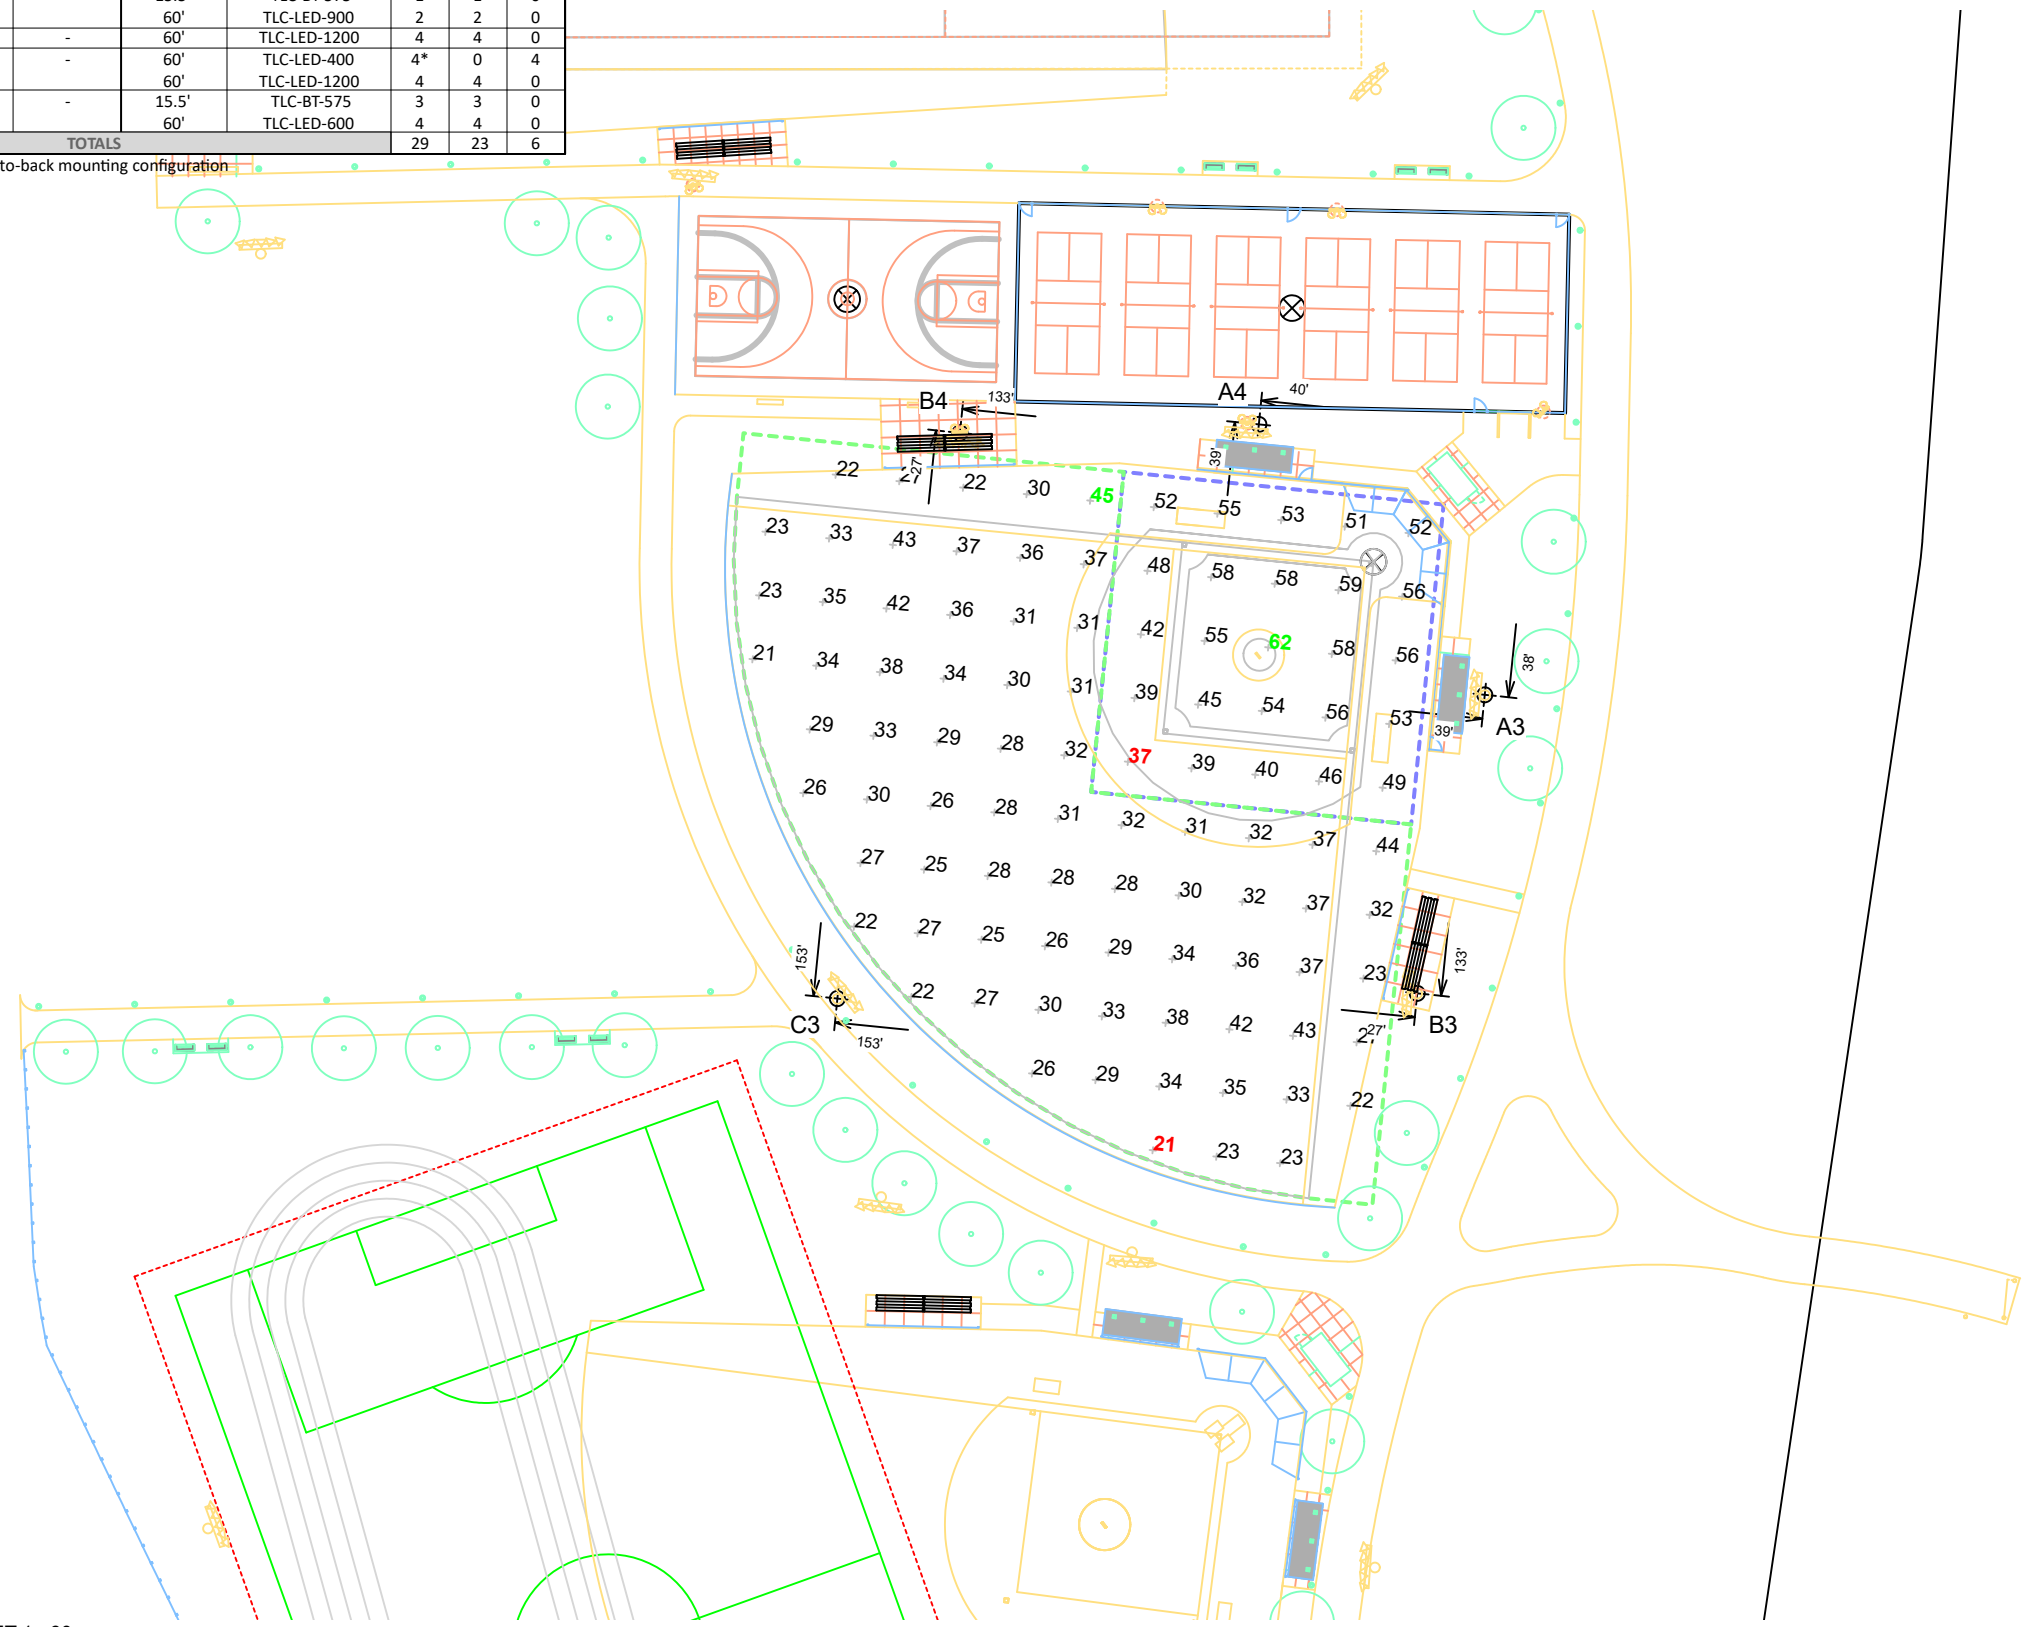 60' TLC-LED-900 2 2 0
- 60' TLC-LED-1200 4 4 0
- 60' TLC-LED-400 4* 0 4
60' TLC-LED-1200 4 4 0
- 15.5' TLC-BT-575 3 3 0
60' TLC-LED-600 4 4 0
TOTALS 29 23 6
to-back mounting configuration
B4 133' A4 40'
27' 39'
22 27 22 30 45 52 55 53 51 52
23 33 43 37 36 37 48 58 58 59 56
23 35 42 36 31 31 42 55 62 58 56
38'
21 34 38 34 30 31 39 45 54 56 53
39' A3
29 33 29 28 32 37 39 40 46 49
26 30 26 28 31 32 31 32 37 44
27 25 28 28 28 30 32 37 32
22 27 25 26 29 34 36 37 23
153' 133'
22 27 30 33 38 42 43 27'
C3 153' B3
26 29 34 35 33 22
21 23 23